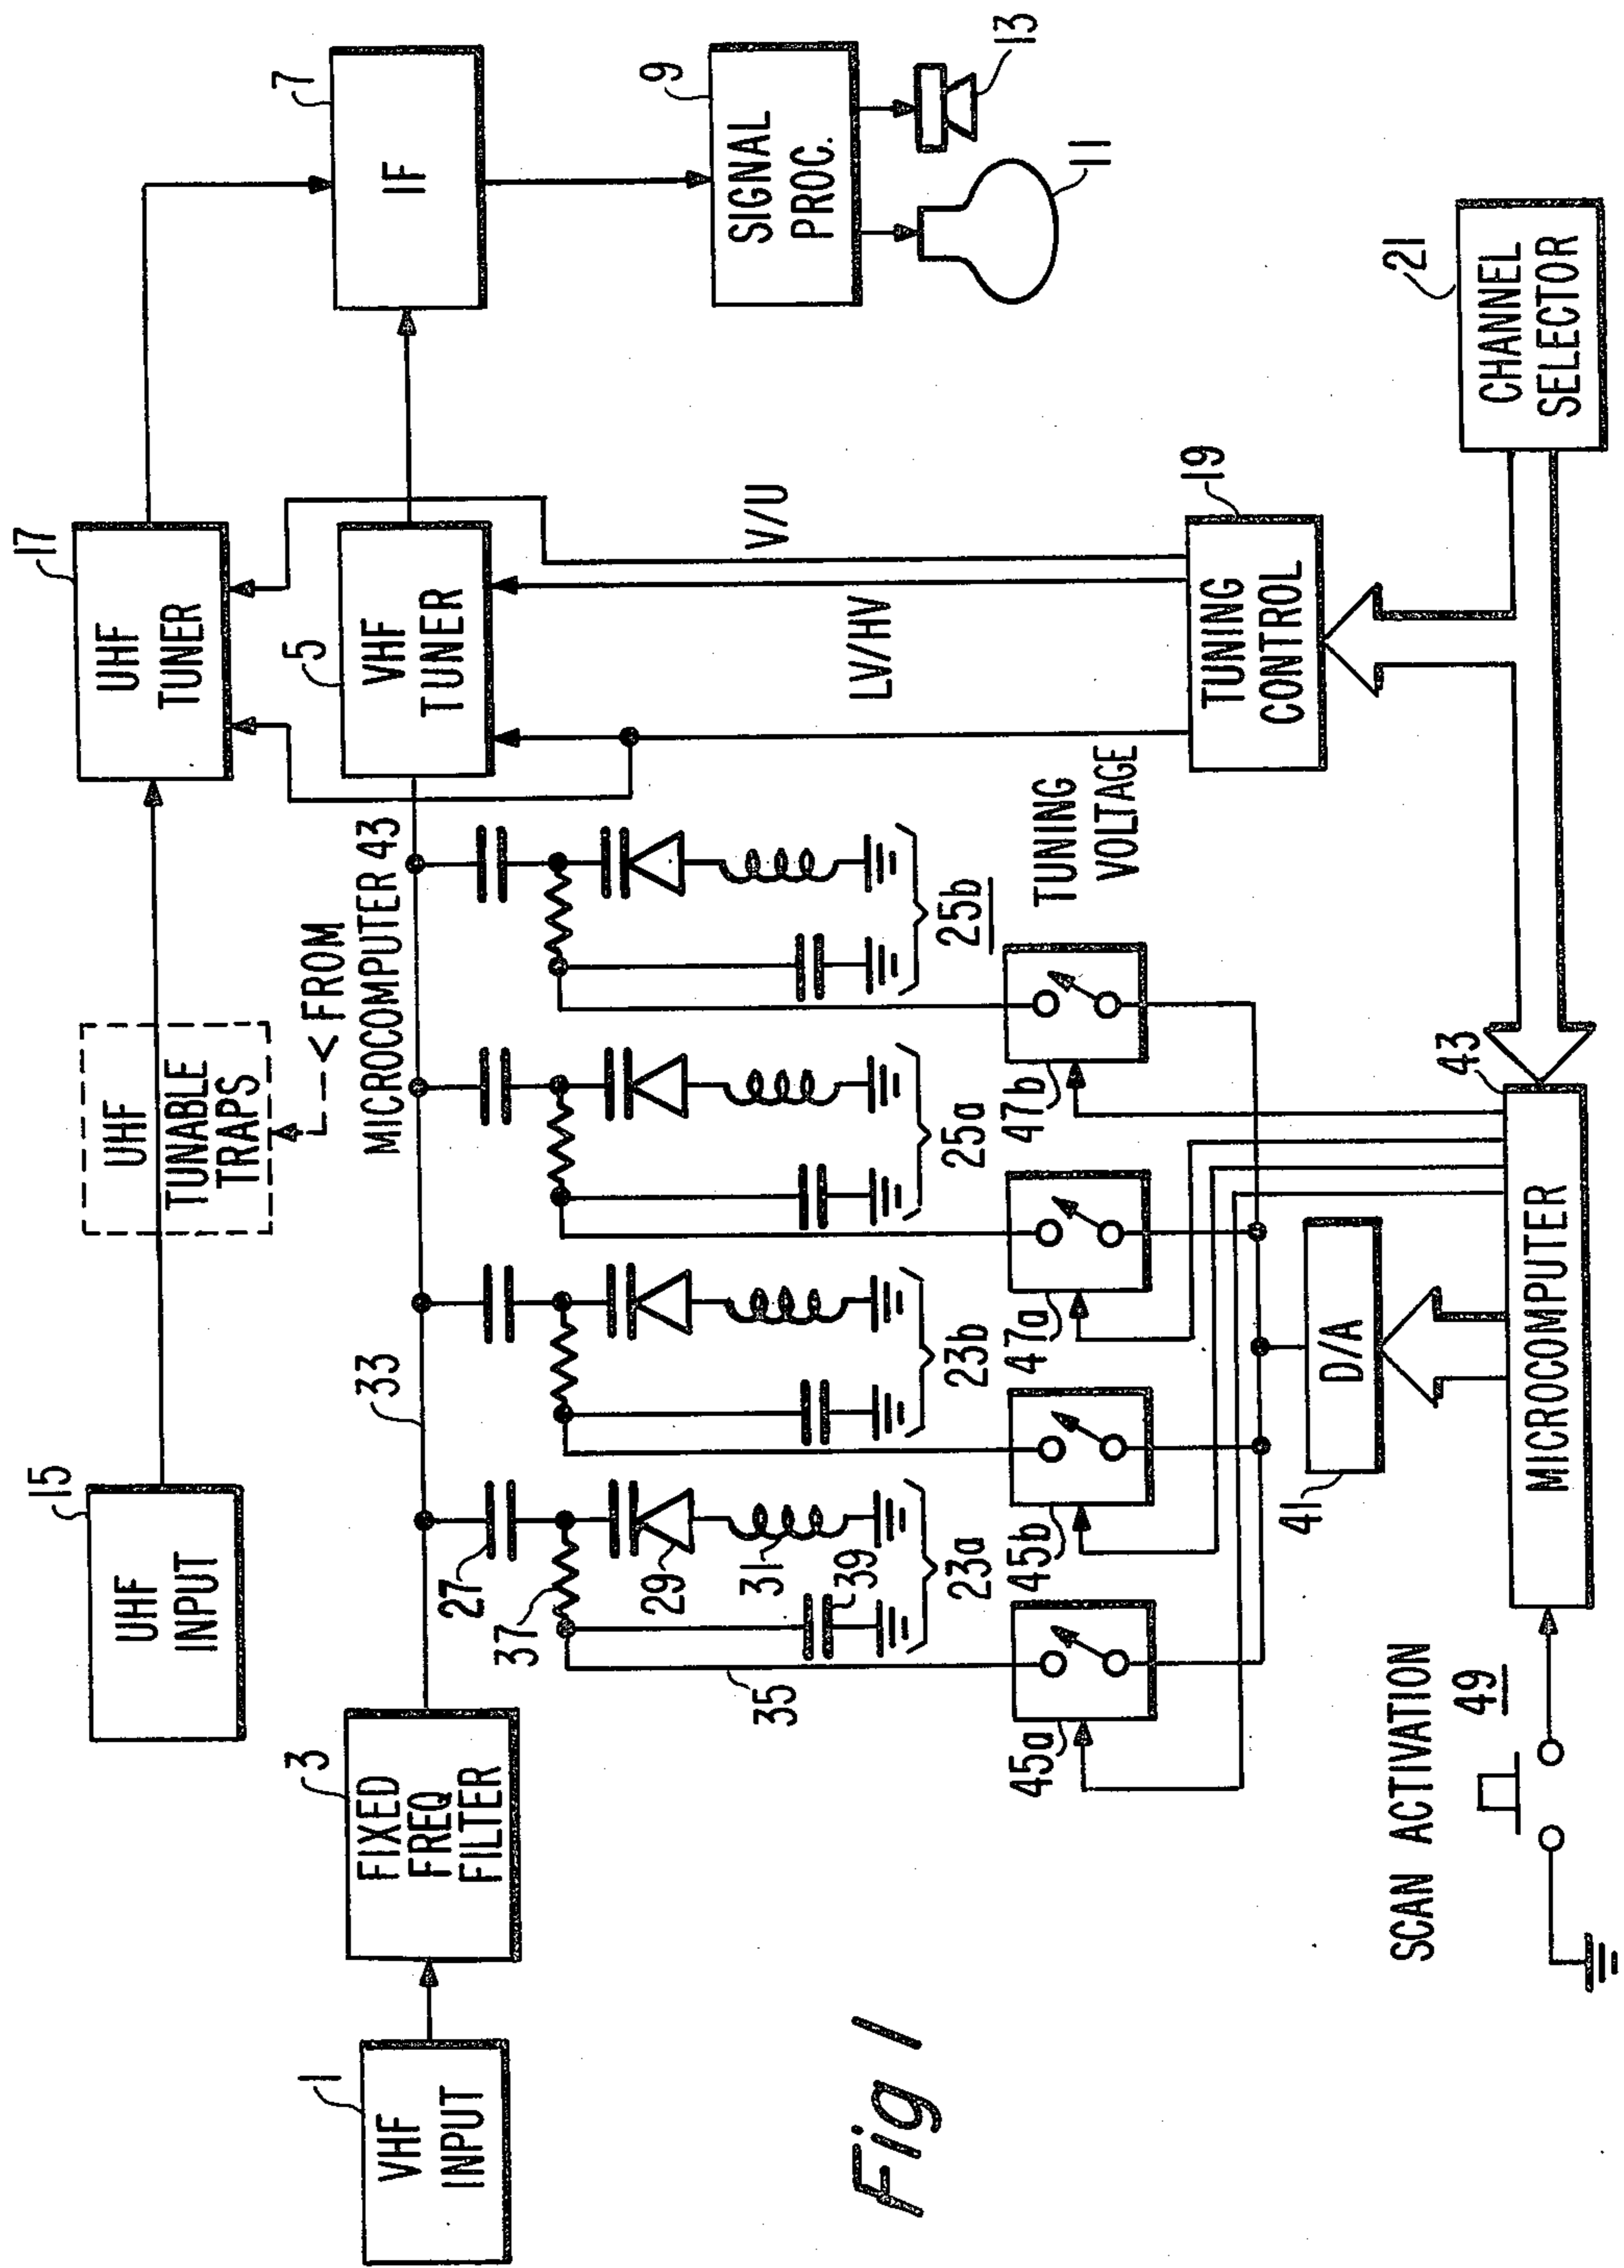 15
UHF
INPUT
UHF
TUNABLE
TRAPS
<FROM
MICROCOMPUTER 43
17
UHF
TUNER
7
IF
1
VHF
INPUT
3
FIXED
FREQ
FILTER
33
5
VHF
TUNER
9
SIGNAL
PROC.
13
11
27
37
29
31
39
35
23a
23b
25a
25b
V/U
LV/HV
TUNING
VOLTAGE
45a
45b
47a
47b
19
TUNING
CONTROL
41
D/A
21
CHANNEL
SELECTOR
43
MICROCOMPUTER
SCAN ACTIVATION
49
Fig 1